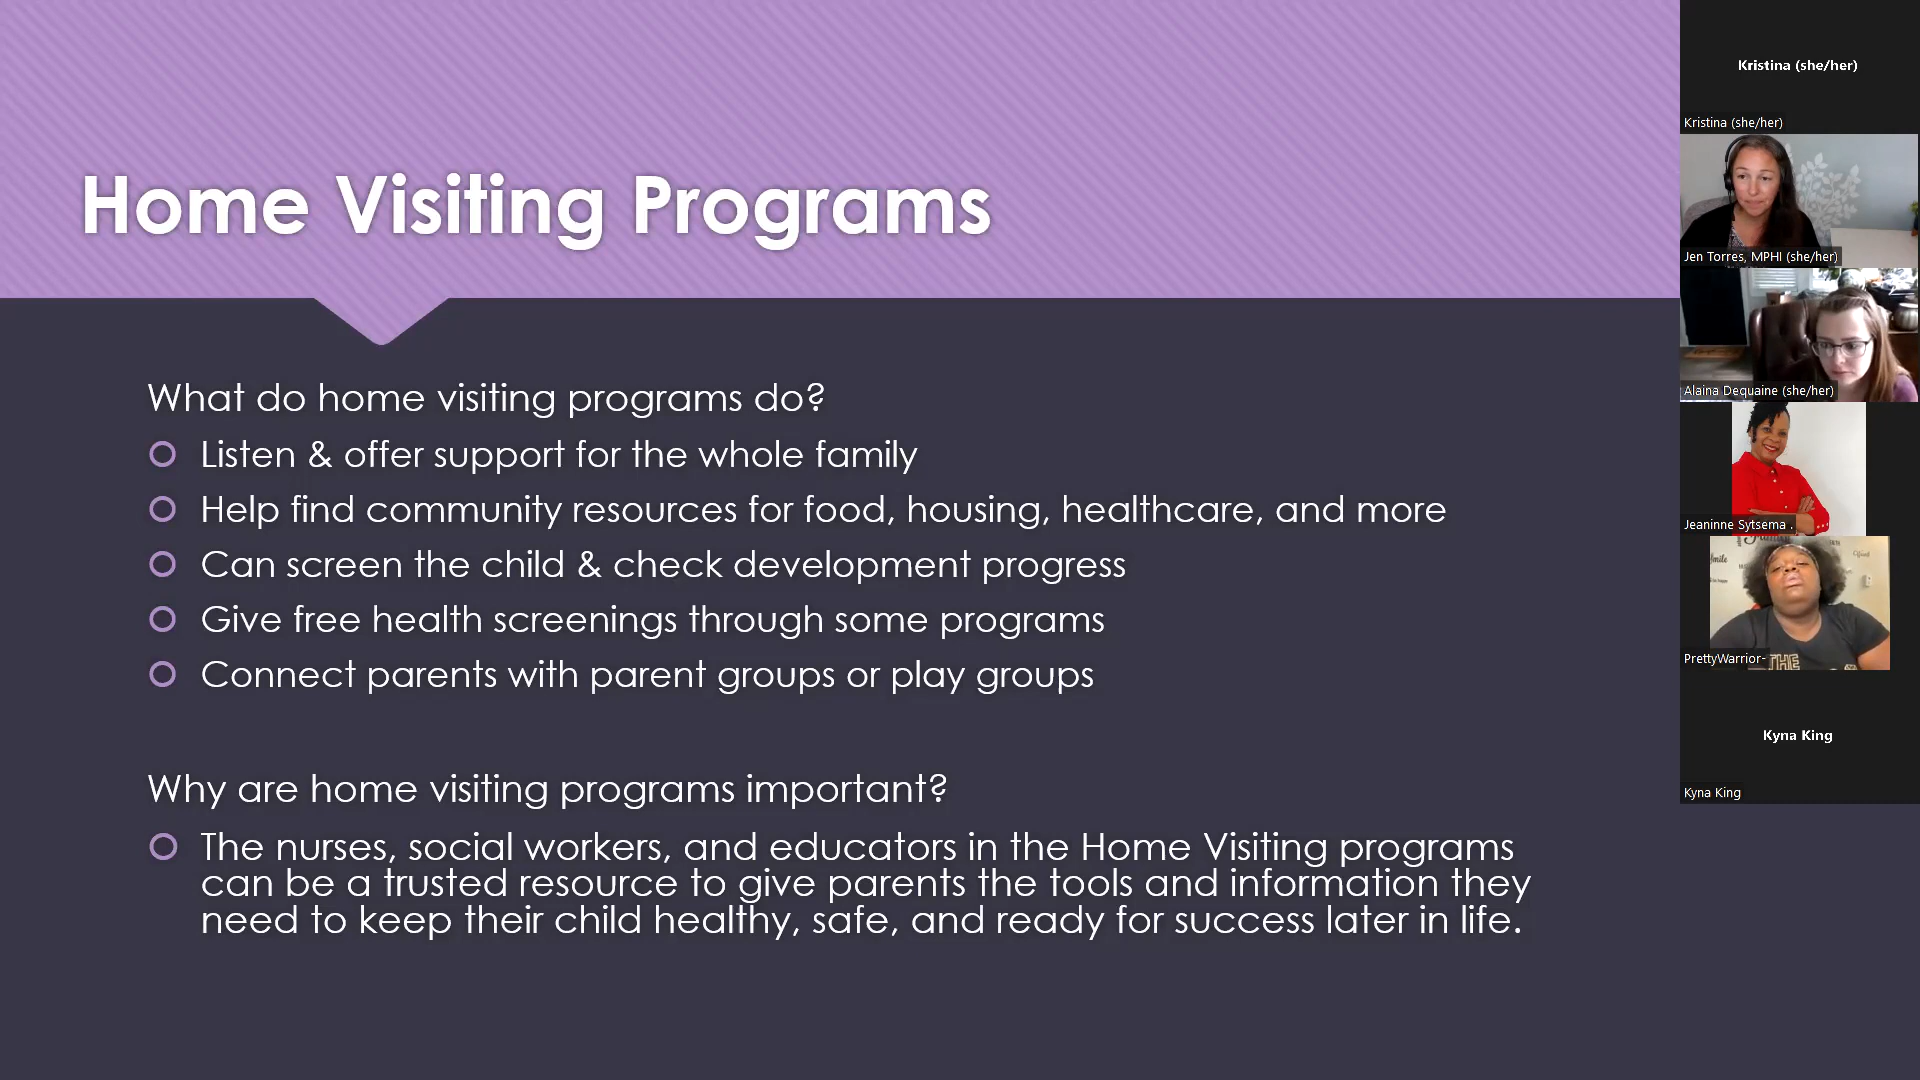 Home Visiting Programs
What do home visiting programs do?
Listen & offer support for the whole family
Help find community resources for food, housing, healthcare, and more
Can screen the child & check development progress
Give free health screenings through some programs
Connect parents with parent groups or play groups
Why are home visiting programs important?
The nurses, social workers, and educators in the Home Visiting programs
can be a trusted resource to give parents the tools and information they
need to keep their child healthy, safe, and ready for success later in life.
Kristina (she/her)
Kristina (she/her)
Jen Torres, MPHI (she/her)
Alaina Dequaine (she/her)
Jeaninne Sytsema .
PrettyWarrior-
THE
Kyna King
Kyna King